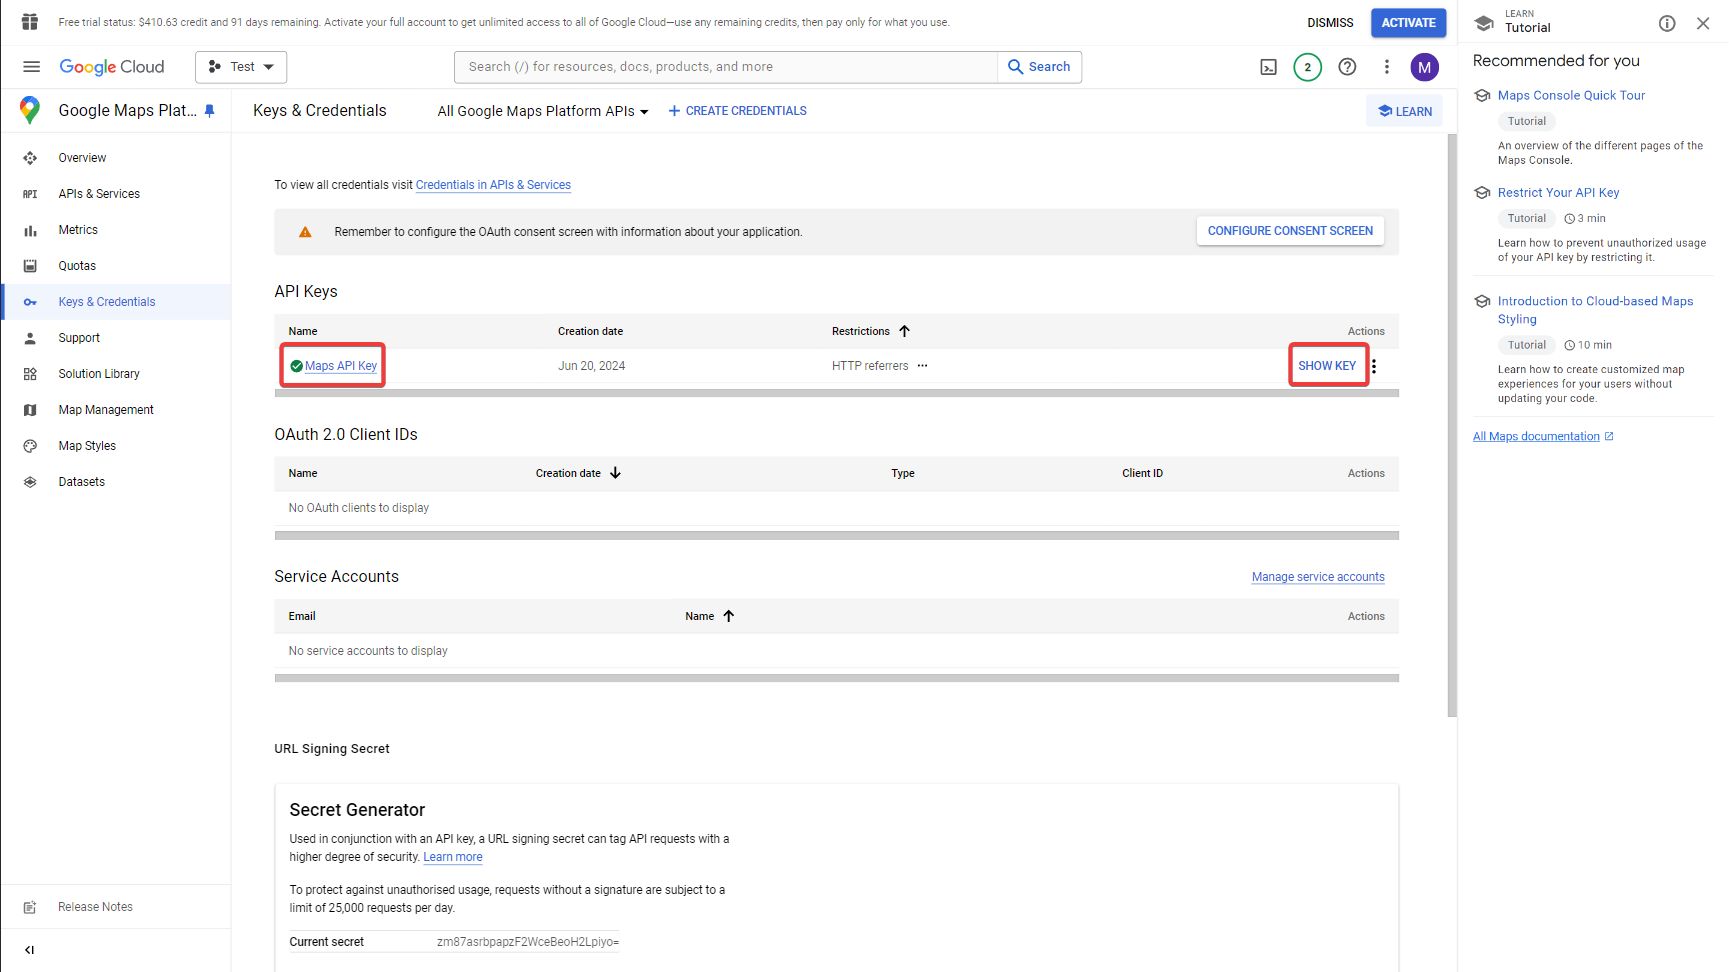 Free trial status: $410.63 credit and 91 days remaining. Activate your full account to get unlimited access to all of Google Cloud—use any remaining credits, then pay only for what you use.
DISMISS
ACTIVATE
Google Cloud
Test
Search (/) for resources, docs, products, and more
Search
2
M
Google Maps Plat...
Keys & Credentials
All Google Maps Platform APIs
CREATE CREDENTIALS
LEARN
Overview
API
APIs & Services
Metrics
Quotas
Keys & Credentials
Support
Solution Library
Map Management
Map Styles
Datasets
Release Notes
To view all credentials visit Credentials in APIs & Services
Remember to configure the OAuth consent screen with information about your application.
CONFIGURE CONSENT SCREEN
API Keys
Name Creation date Restrictions Actions
Maps API Key Jun 20, 2024 HTTP referrers ... SHOW KEY
OAuth 2.0 Client IDs
Name Creation date Type Client ID Actions
No OAuth clients to display
Service Accounts
Manage service accounts
Email Name Actions
No service accounts to display
URL Signing Secret
Secret Generator
Used in conjunction with an API key, a URL signing secret can tag API requests with a
higher degree of security. Learn more
To protect against unauthorised usage, requests without a signature are subject to a
limit of 25,000 requests per day.
Current secret zm87asrbpapzF2WceBeoH2Lpiyo=
LEARN
Tutorial
Recommended for you
Maps Console Quick Tour
Tutorial
An overview of the different pages of the
Maps Console.
Restrict Your API Key
Tutorial 3 min
Learn how to prevent unauthorized usage
of your API key by restricting it.
Introduction to Cloud-based Maps
Styling
Tutorial 10 min
Learn how to create customized map
experiences for your users without
updating your code.
All Maps documentation